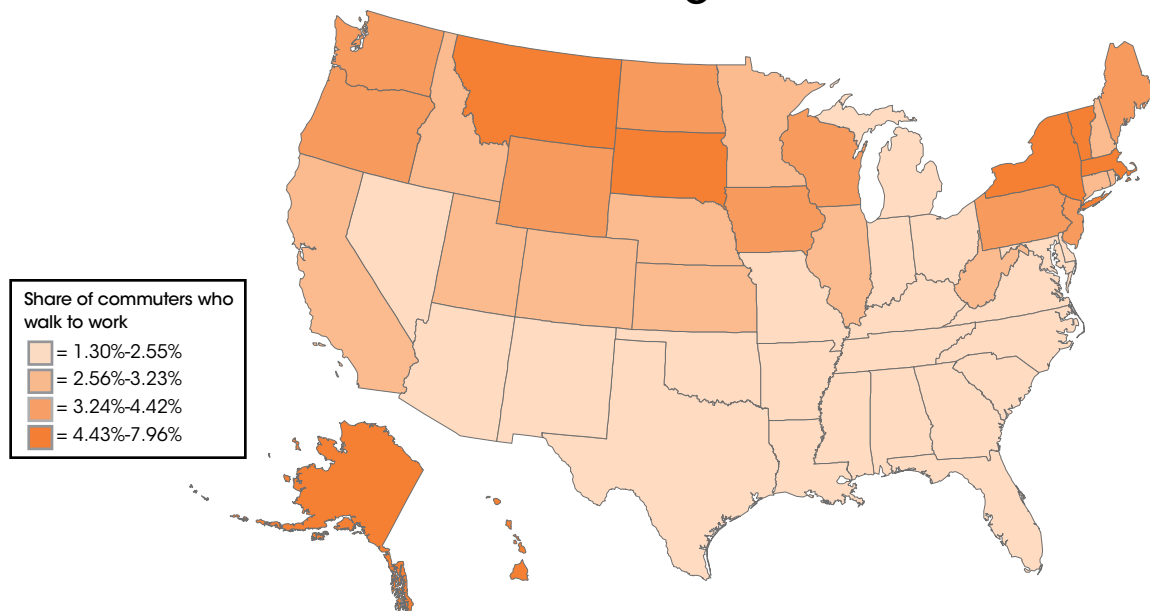 Share of commuters who
walk to work
= 1.30%-2.55%
= 2.56%-3.23%
= 3.24%-4.42%
= 4.43%-7.96%